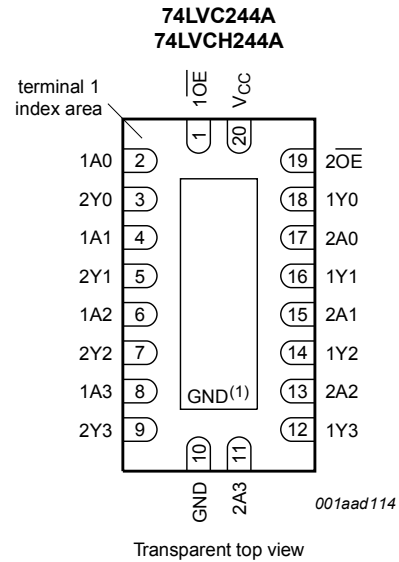 74LVC244A
74LVCH244A
terminal 1
index area
1OE
VCC
1
20
1A0 2 19 2OE
2Y0 3 18 1Y0
1A1 4 17 2A0
2Y1 5 16 1Y1
1A2 6 15 2A1
2Y2 7 14 1Y2
1A3 8 GND(1) 13 2A2
2Y3 9 12 1Y3
10
11
GND
2A3
001aad114
Transparent top view